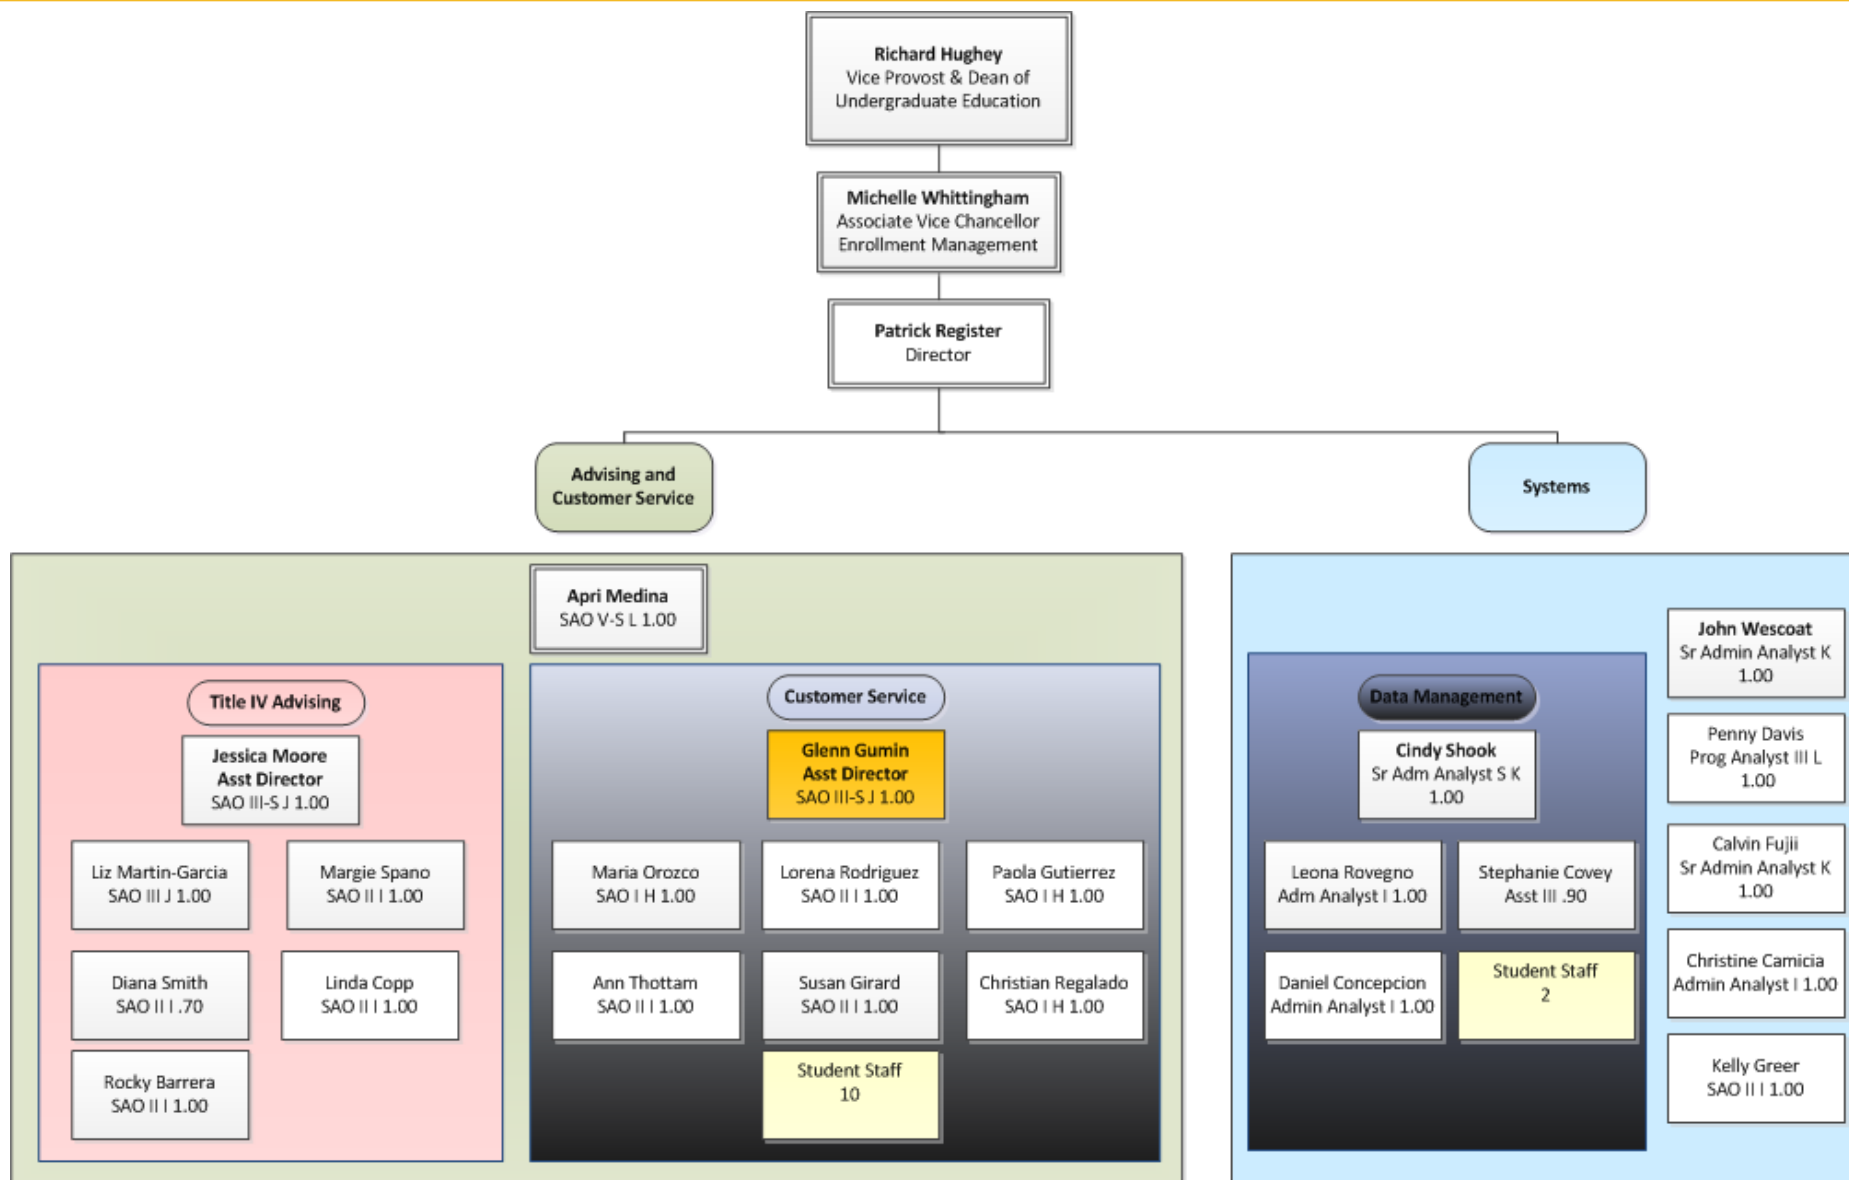 Richard Hughey
Vice Provost & Dean of
Undergraduate Education
Michelle Whittingham
Associate Vice Chancellor
Enrollment Management
Patrick Register
Director
Advising and
Customer Service
Systems
Apri Medina
SAO V-S L 1.00
Title IV Advising
Jessica Moore
Asst Director
SAO III-S J 1.00
Liz Martin-Garcia
SAO III J 1.00
Margie Spano
SAO II I 1.00
Diana Smith
SAO II I .70
Linda Copp
SAO II I 1.00
Rocky Barrera
SAO II I 1.00
Customer Service
Glenn Gumin
Asst Director
SAO III-S J 1.00
Maria Orozco
SAO I H 1.00
Lorena Rodriguez
SAO II I 1.00
Paola Gutierrez
SAO I H 1.00
Ann Thottam
SAO II I 1.00
Susan Girard
SAO II I 1.00
Christian Regalado
SAO I H 1.00
Student Staff
10
Data Management
Cindy Shook
Sr Adm Analyst S K
1.00
Leona Rovegno
Adm Analyst I 1.00
Stephanie Covey
Asst III .90
Daniel Concepcion
Admin Analyst I 1.00
Student Staff
2
John Wescoat
Sr Admin Analyst K
1.00
Penny Davis
Prog Analyst III L
1.00
Calvin Fujii
Sr Admin Analyst K
1.00
Christine Camicia
Admin Analyst I 1.00
Kelly Greer
SAO II I 1.00